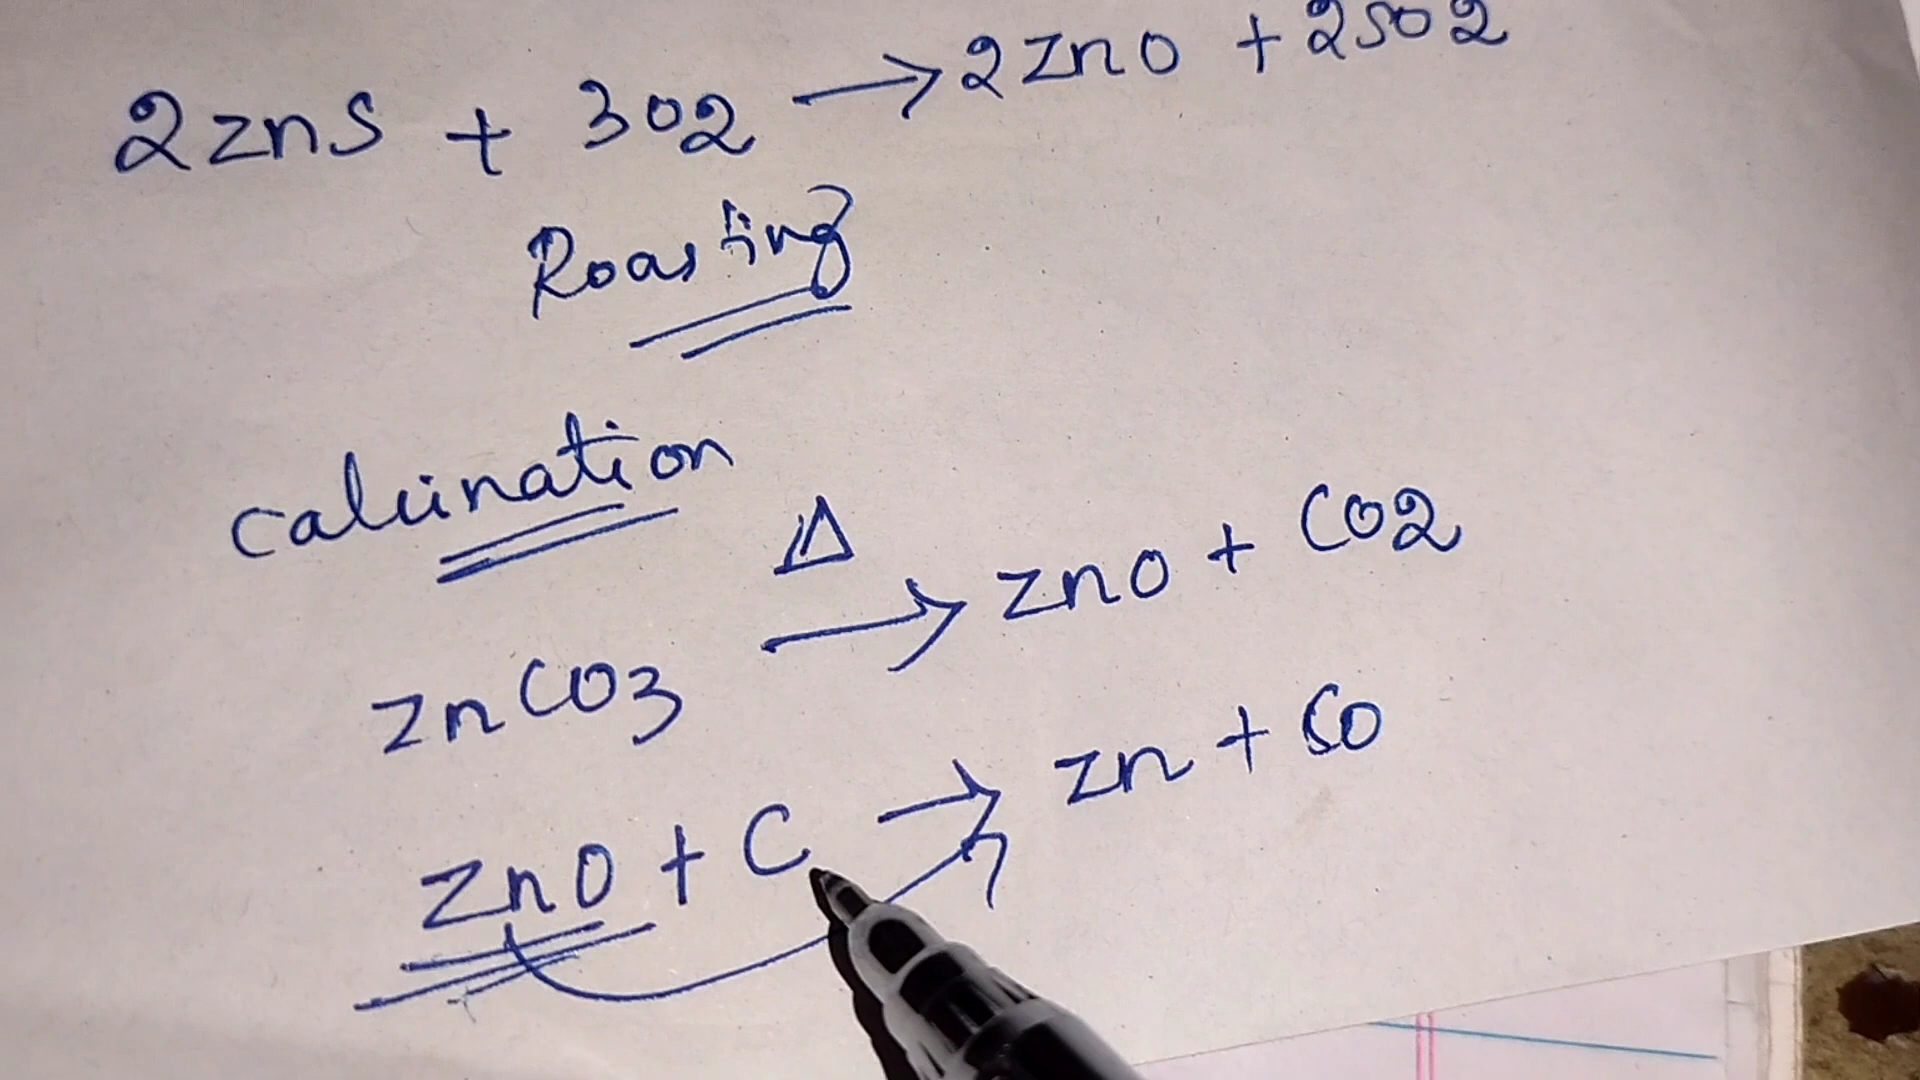 2znS + 3O2 → 2znO + 2SO2
Roasting
calcination
Δ
znCO3 → znO + CO2
ZnO + C → zn + CO